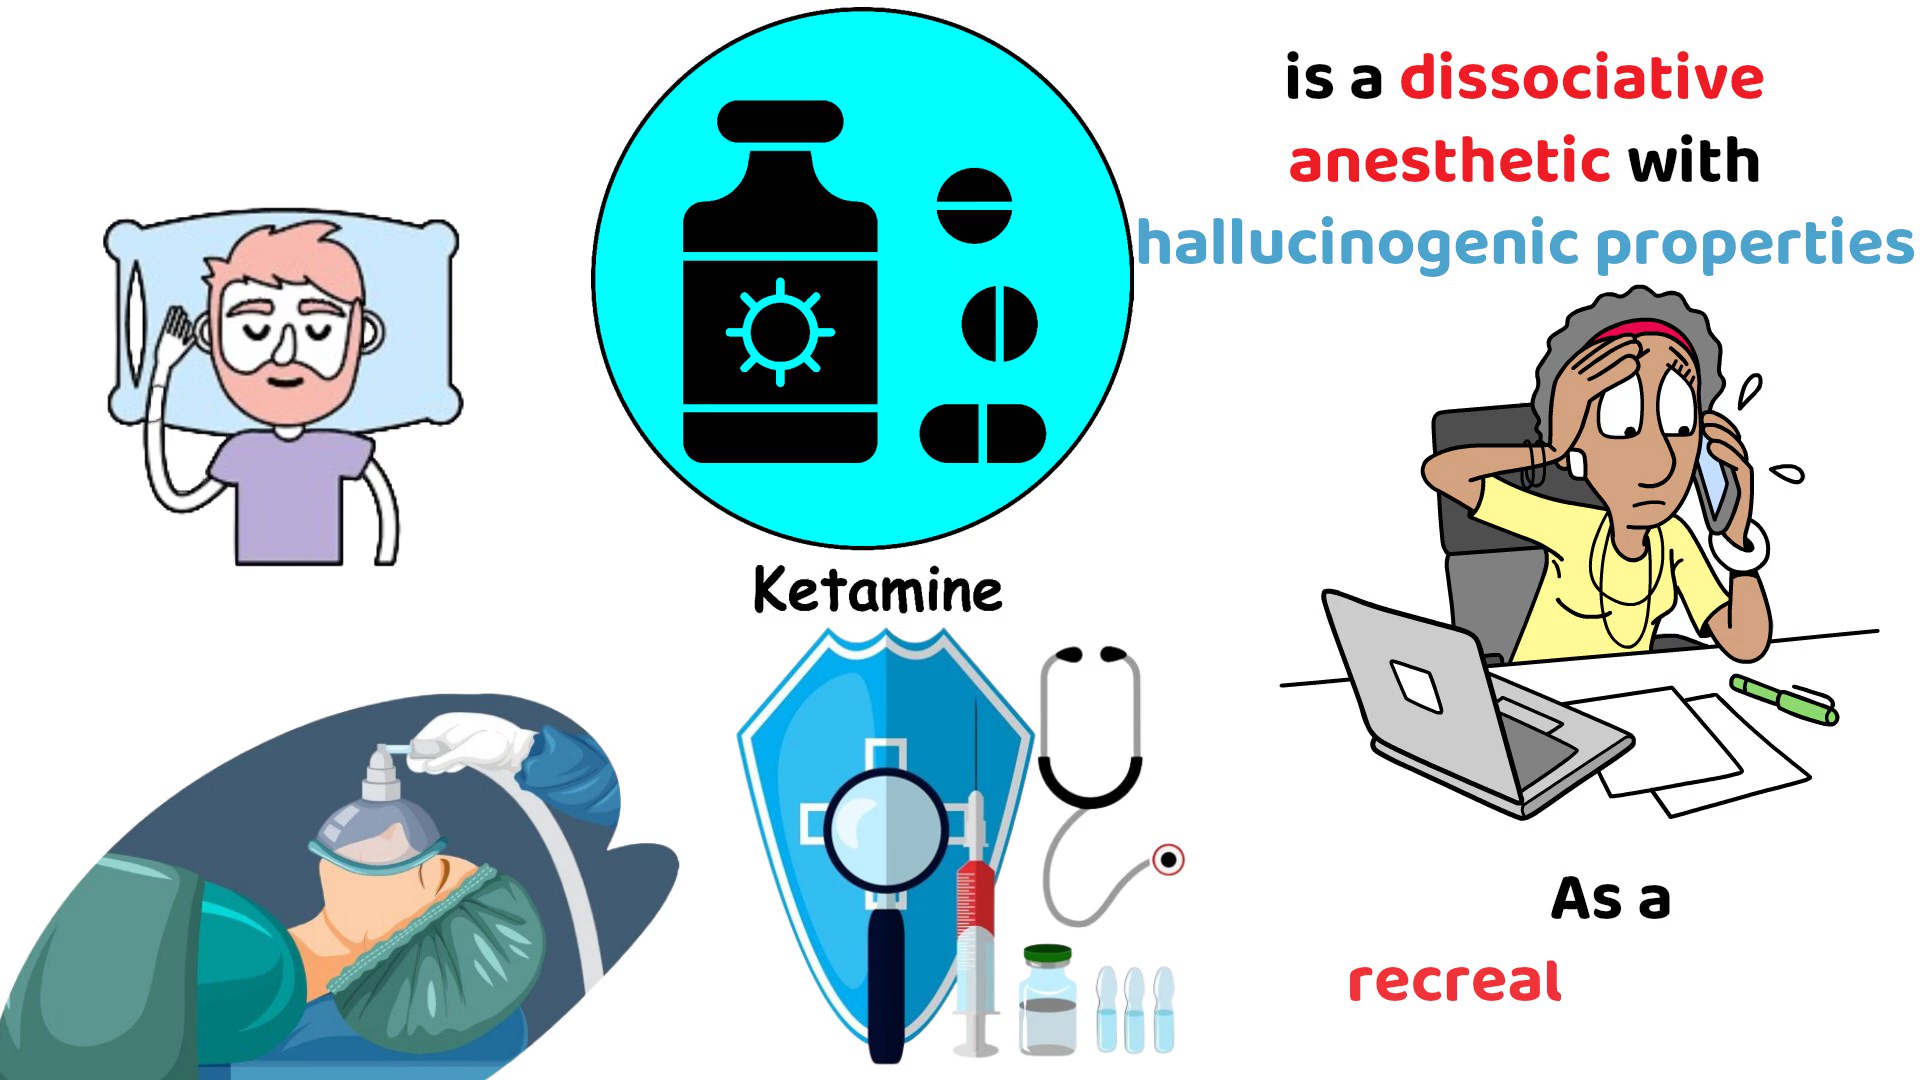 Ketamine
is a dissociative
anesthetic with
hallucinogenic properties
As a
recreal